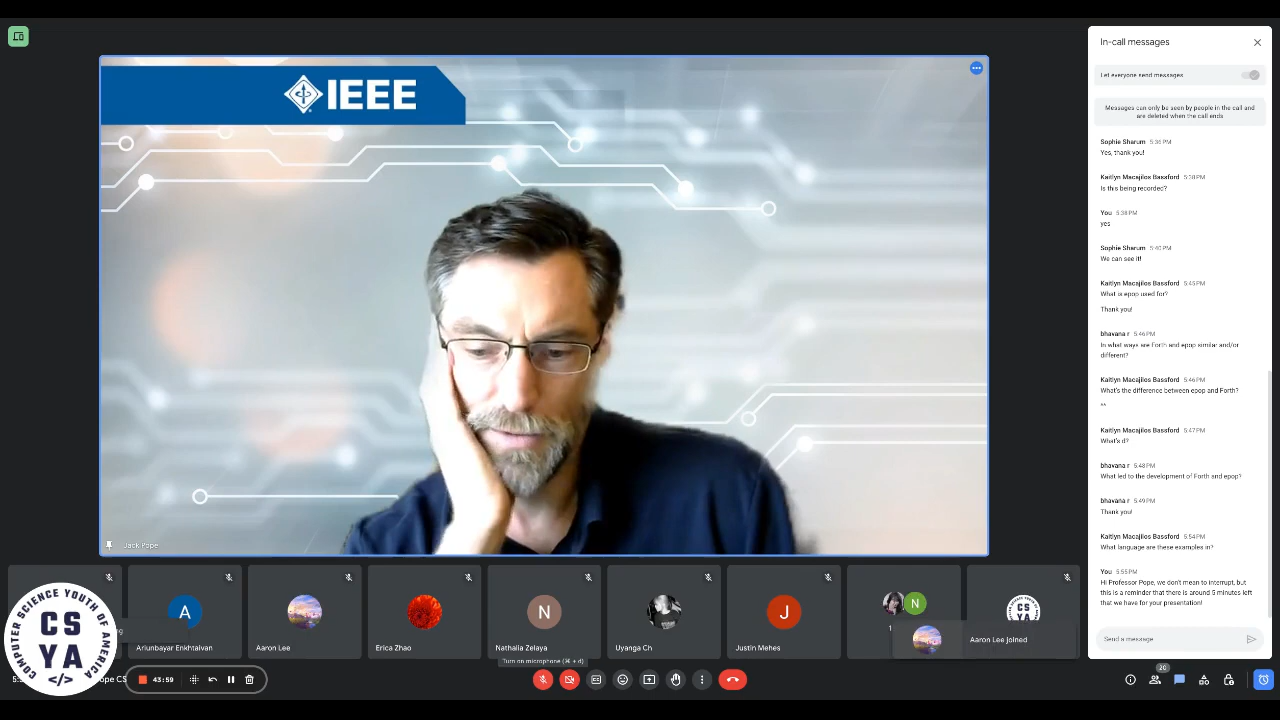 IEEE
Jack Pope
In-call messages
Let everyone send messages
Messages can only be seen by people in the call and
are deleted when the call ends
Sophie Sharum 5:36 PM
Yes, thank you!
Kaitlyn Macajilos Bassford 5:38 PM
Is this being recorded?
You 5:38 PM
yes
Sophie Sharum 5:40 PM
We can see it!
Kaitlyn Macajilos Bassford 5:45 PM
What is epop used for?
Thank you!
bhavana r 5:46 PM
In what ways are Forth and epop similar and/or
different?
Kaitlyn Macajilos Bassford 5:46 PM
What's the difference between epop and Forth?
^^
Kaitlyn Macajilos Bassford 5:47 PM
What's d?
bhavana r 5:48 PM
What led to the development of Forth and epop?
bhavana r 5:49 PM
Thank you!
Kaitlyn Macajilos Bassford 5:54 PM
What language are these examples in?
You 5:55 PM
Hi Professor Pope, we don't mean to interrupt, but
this is a reminder that there is around 5 minutes left
that we have for your presentation!
Send a message
A
Ariunbayar Enkhtaivan
Aaron Lee
Erica Zhao
N
Nathalia Zelaya
Uyanga Ch
J
Justin Mehes
N
Aaron Lee joined
Turn on microphone (⌘ + d)
COMPUTER SCIENCE YOUTH OF AMERICA
CS
YA
</>
43:59
20